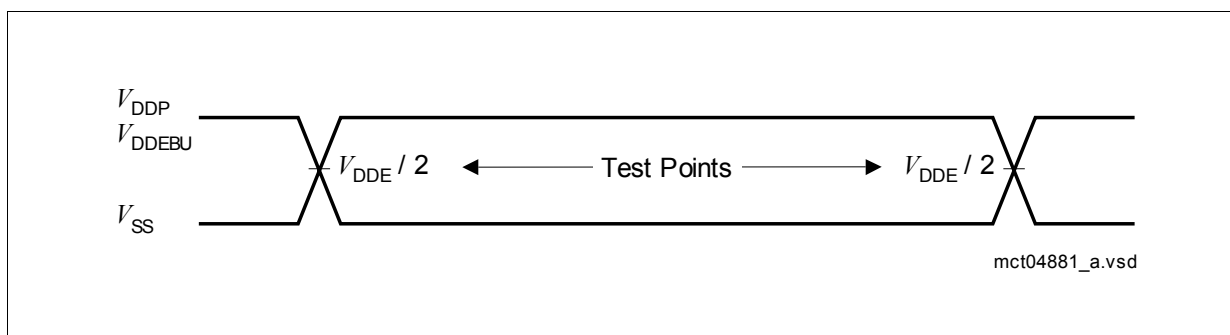 VDDP
VDDEBU
VDDE / 2 Test Points VDDE / 2
VSS
mct04881_a.vsd